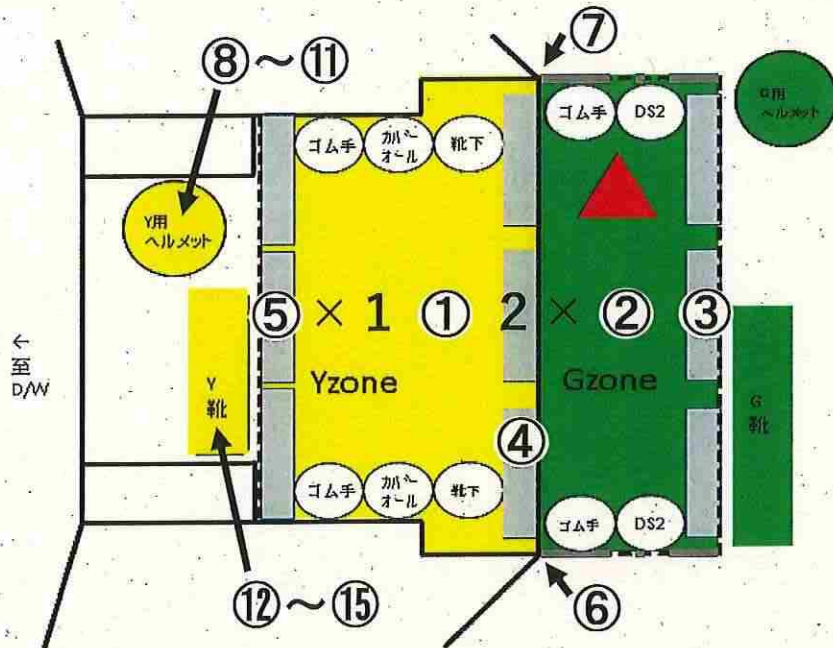 ⑦
⑧～⑪
ゴム手
カバーオール
靴下
ゴム手
DS2
G用
ヘルメット
Y用
ヘルメット
⑤ × 1 ① 2 × ② ③
←至
D/W
Y
靴
Yzone
Gzone
G
靴
④
ゴム手
カバーオール
靴下
ゴム手
DS2
⑫～⑮
⑥